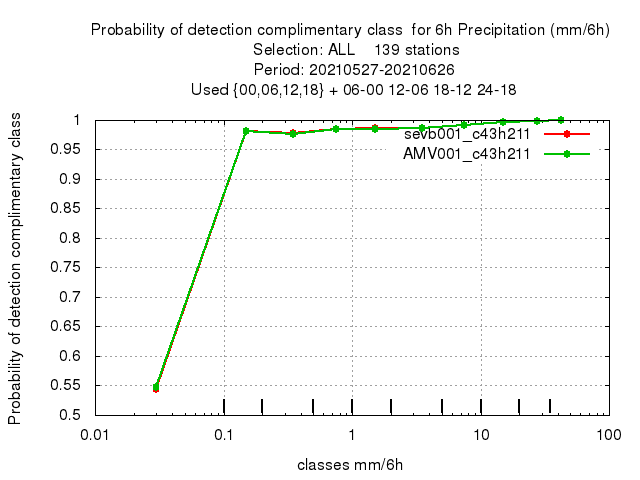 Probability of detection complimentary class  for 6h Precipitation (mm/6h)
Selection: ALL    139 stations
Period: 20210527-20210626
Used {00,06,12,18} + 06-00 12-06 18-12 24-18
Probability of detection complimentary class
1
0.95
0.9
0.85
0.8
0.75
0.7
0.65
0.6
0.55
0.5
sevb001_c43h211
AMV001_c43h211
0.01
0.1
1
10
100
classes mm/6h